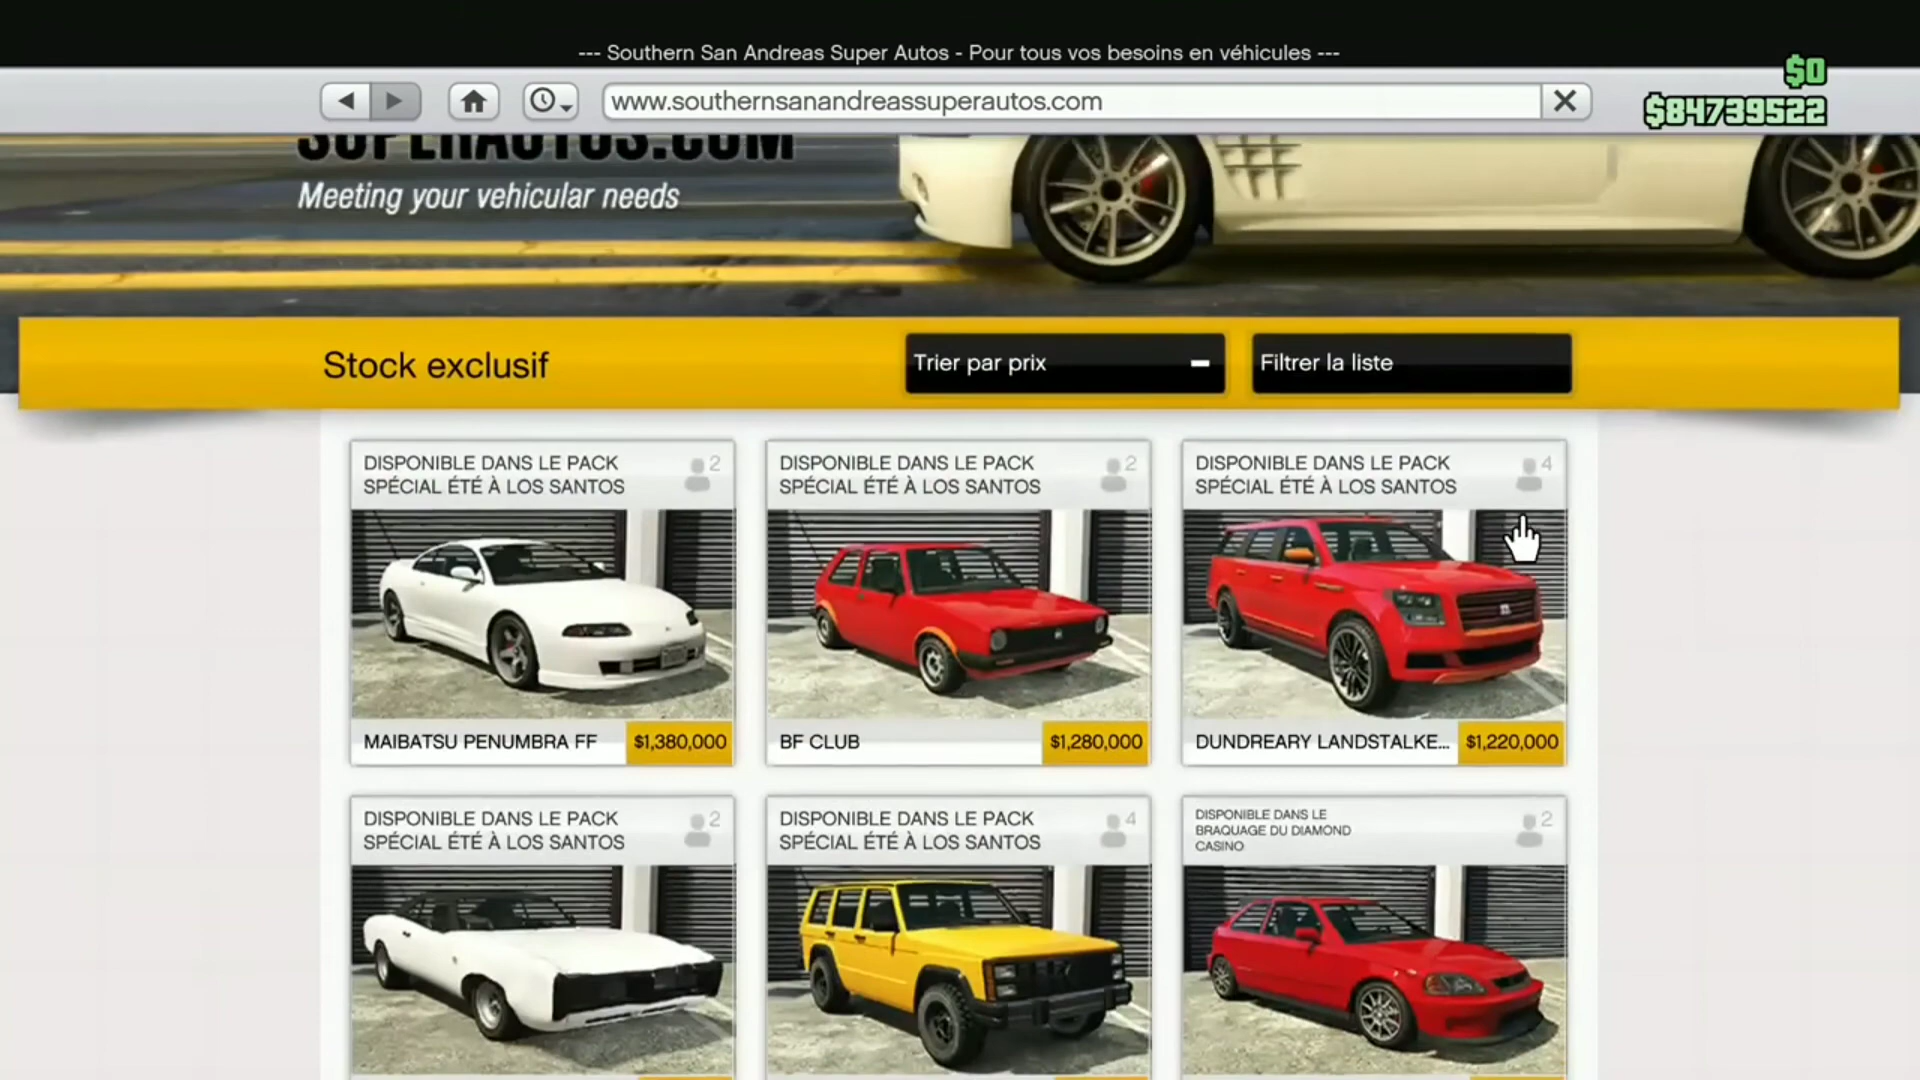 --- Southern San Andreas Super Autos - Pour tous vos besoins en véhicules ---
$0
www.southernsanandreassuperautos.com
$84739522
SUPERAUTOS.COM
Meeting your vehicular needs
Stock exclusif
Trier par prix
Filtrer la liste
DISPONIBLE DANS LE PACK
SPÉCIAL ÉTÉ À LOS SANTOS
2
MAIBATSU PENUMBRA FF
$1,380,000
DISPONIBLE DANS LE PACK
SPÉCIAL ÉTÉ À LOS SANTOS
2
BF CLUB
$1,280,000
DISPONIBLE DANS LE PACK
SPÉCIAL ÉTÉ À LOS SANTOS
4
DUNDREARY LANDSTALKE...
$1,220,000
DISPONIBLE DANS LE PACK
SPÉCIAL ÉTÉ À LOS SANTOS
2
DISPONIBLE DANS LE PACK
SPÉCIAL ÉTÉ À LOS SANTOS
4
DISPONIBLE DANS LE
BRAQUAGE DU DIAMOND
CASINO
2